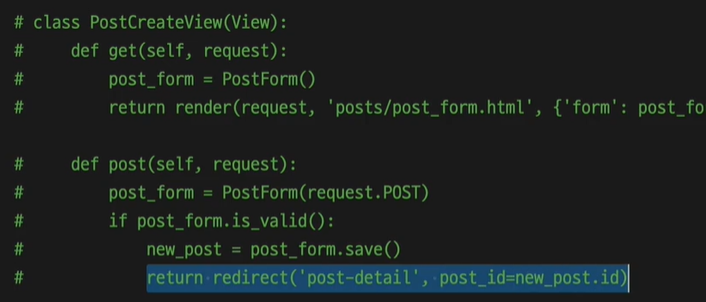 # class PostCreateView(View):
#     def get(self, request):
#         post_form = PostForm()
#         return render(request, 'posts/post_form.html', {'form': post_fo
#     def post(self, request):
#         post_form = PostForm(request.POST)
#         if post_form.is_valid():
#             new_post = post_form.save()
#             return redirect('post-detail', post_id=new_post.id)